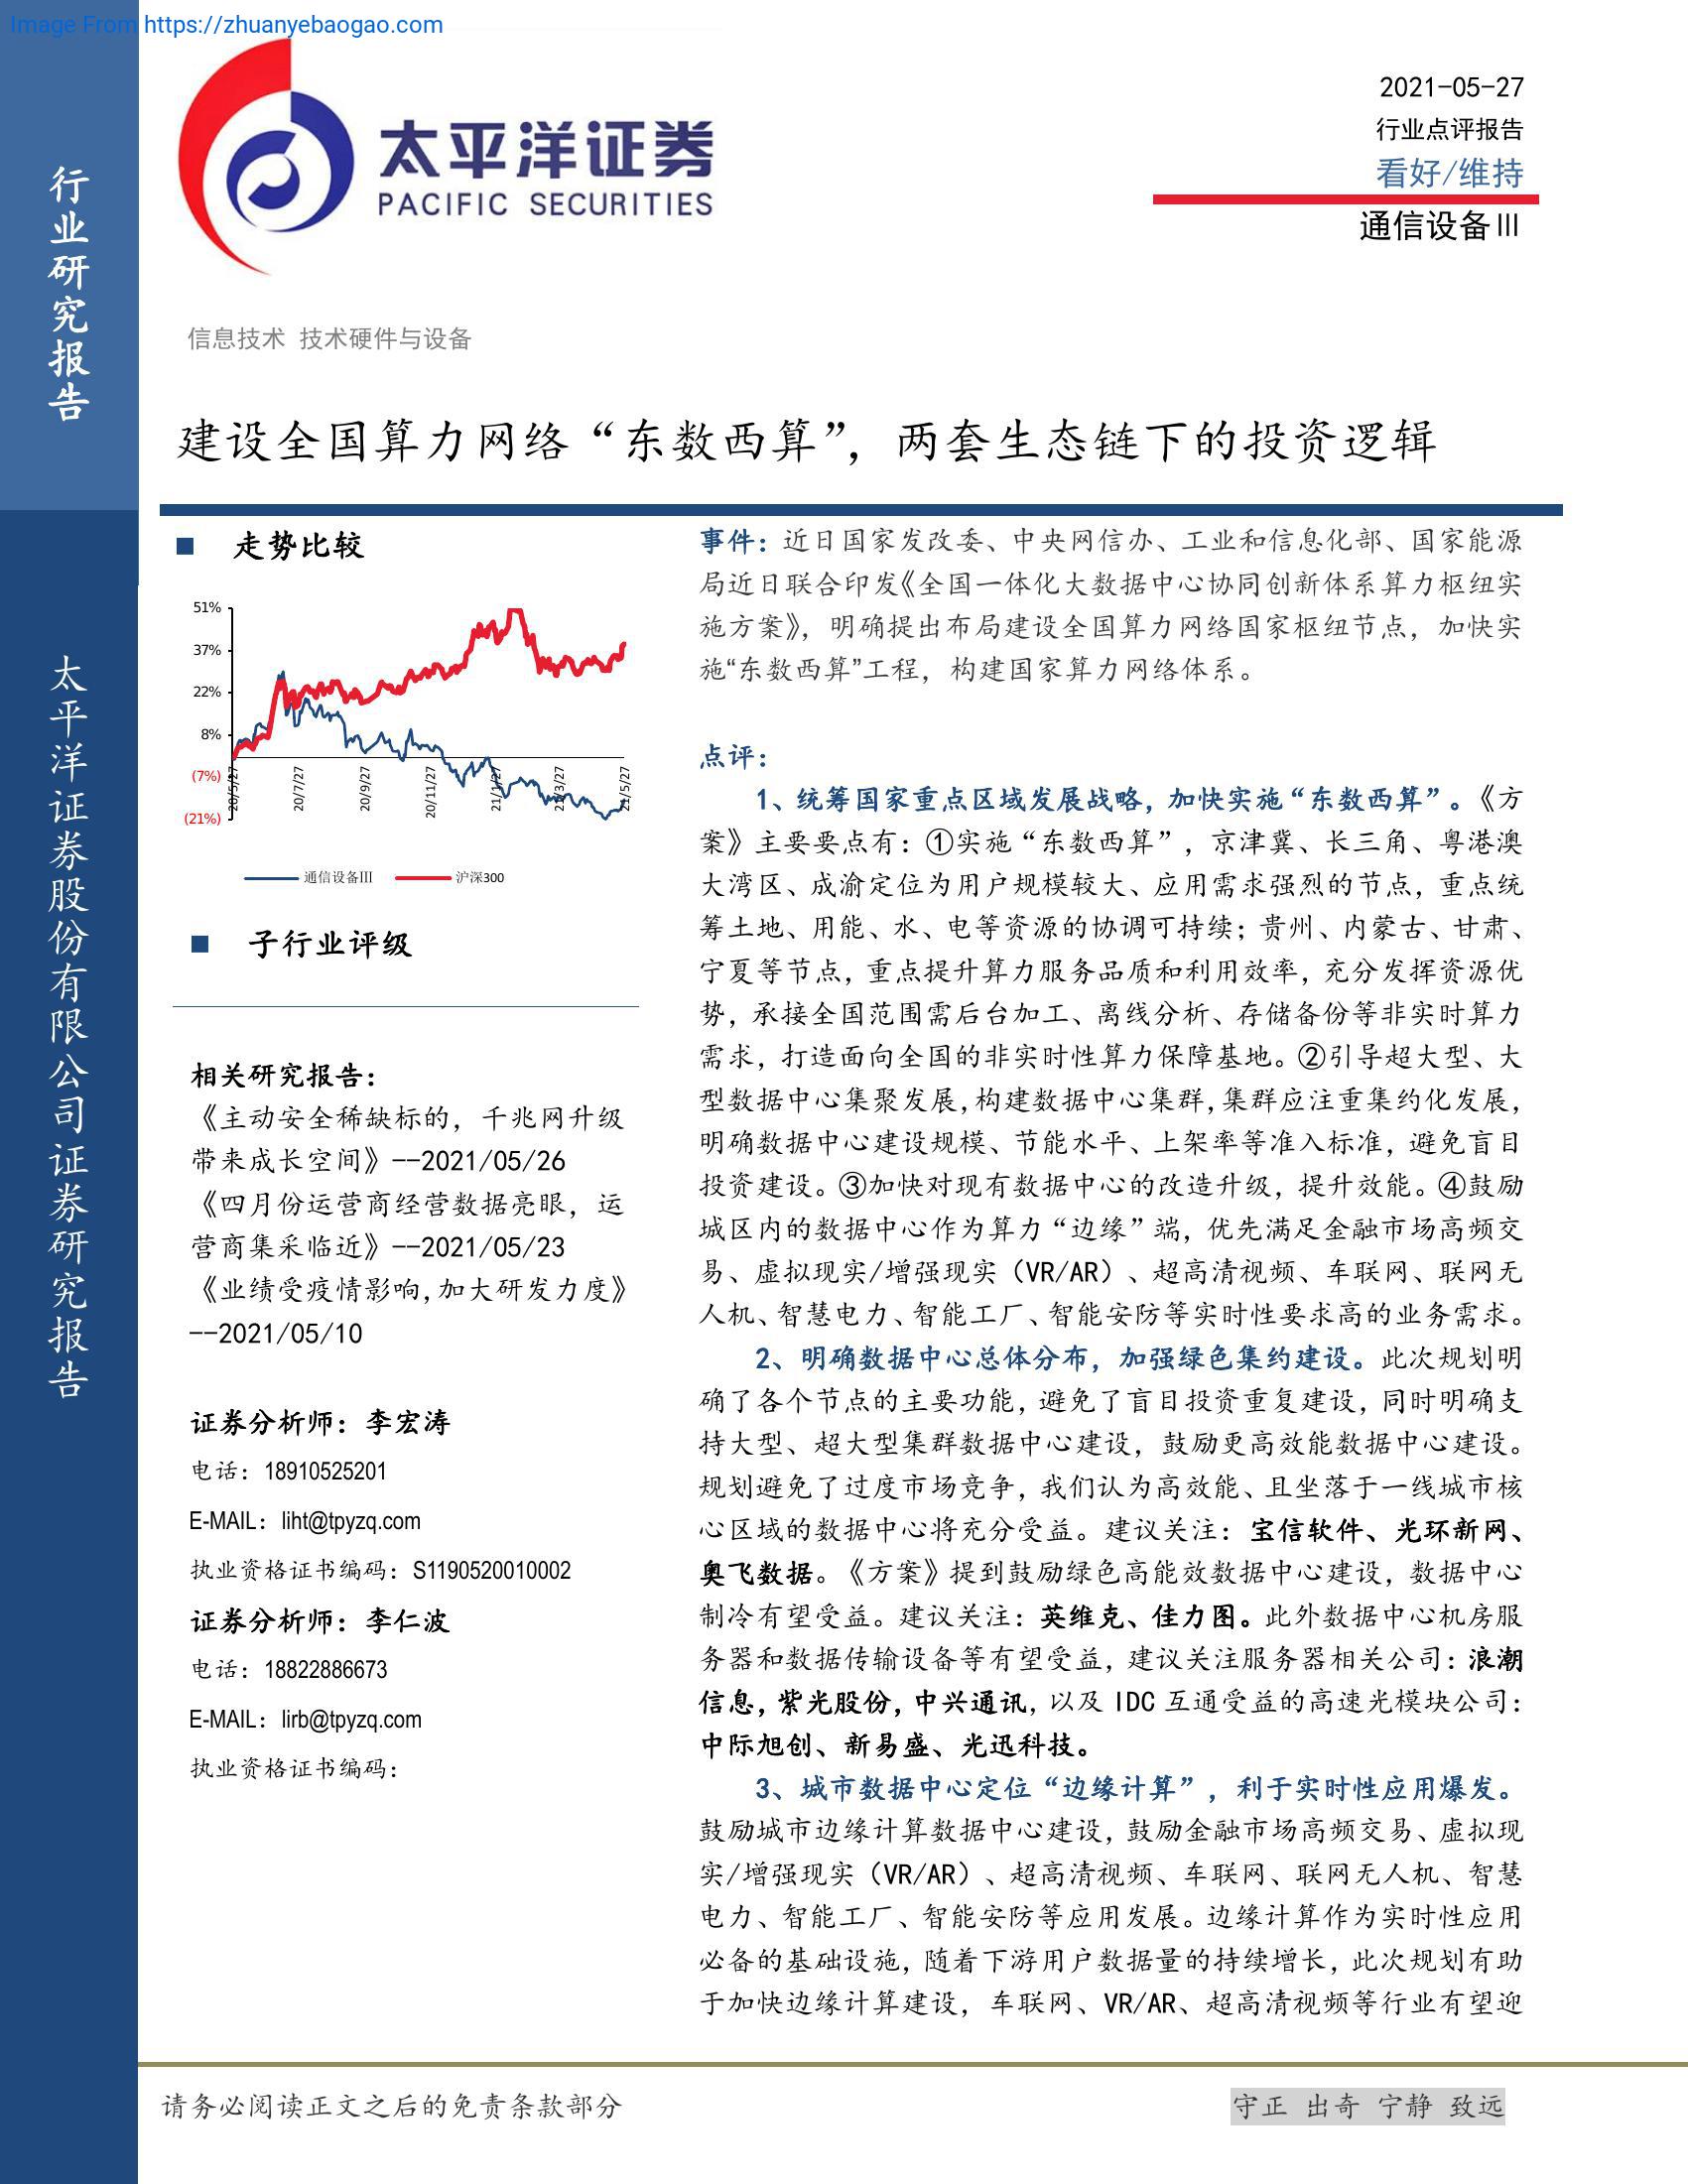 Image From https://zhuanyebaogao.com
行业研究报告
太平洋证券股份有限公司证券研究报告
太平洋证券
PACIFIC SECURITIES
2021-05-27
行业点评报告
看好/维持
通信设备Ⅲ
信息技术 技术硬件与设备
建设全国算力网络“东数西算”，两套生态链下的投资逻辑
走势比较
51%
37%
22%
8%
(7%)
(21%)
20/5/27
20/7/27
20/9/27
20/11/27
21/1/27
21/3/27
21/5/27
通信设备Ⅲ 沪深300
子行业评级
相关研究报告：
《主动安全稀缺标的，千兆网升级
带来成长空间》--2021/05/26
《四月份运营商经营数据亮眼，运
营商集采临近》--2021/05/23
《业绩受疫情影响,加大研发力度》
--2021/05/10
证券分析师：李宏涛
电话：18910525201
E-MAIL：liht@tpyzq.com
执业资格证书编码：S1190520010002
证券分析师：李仁波
电话：18822886673
E-MAIL：lirb@tpyzq.com
执业资格证书编码：
事件：近日国家发改委、中央网信办、工业和信息化部、国家能源
局近日联合印发《全国一体化大数据中心协同创新体系算力枢纽实
施方案》，明确提出布局建设全国算力网络国家枢纽节点，加快实
施“东数西算”工程，构建国家算力网络体系。
点评：
1、统筹国家重点区域发展战略，加快实施“东数西算”。《方
案》主要要点有：①实施“东数西算”，京津冀、长三角、粤港澳
大湾区、成渝定位为用户规模较大、应用需求强烈的节点，重点统
筹土地、用能、水、电等资源的协调可持续；贵州、内蒙古、甘肃、
宁夏等节点，重点提升算力服务品质和利用效率，充分发挥资源优
势，承接全国范围需后台加工、离线分析、存储备份等非实时算力
需求，打造面向全国的非实时性算力保障基地。②引导超大型、大
型数据中心集聚发展,构建数据中心集群,集群应注重集约化发展,
明确数据中心建设规模、节能水平、上架率等准入标准，避免盲目
投资建设。③加快对现有数据中心的改造升级，提升效能。④鼓励
城区内的数据中心作为算力“边缘”端，优先满足金融市场高频交
易、虚拟现实/增强现实（VR/AR）、超高清视频、车联网、联网无
人机、智慧电力、智能工厂、智能安防等实时性要求高的业务需求。
2、明确数据中心总体分布，加强绿色集约建设。此次规划明
确了各个节点的主要功能，避免了盲目投资重复建设，同时明确支
持大型、超大型集群数据中心建设，鼓励更高效能数据中心建设。
规划避免了过度市场竞争，我们认为高效能、且坐落于一线城市核
心区域的数据中心将充分受益。建议关注：宝信软件、光环新网、
奥飞数据。《方案》提到鼓励绿色高能效数据中心建设，数据中心
制冷有望受益。建议关注：英维克、佳力图。此外数据中心机房服
务器和数据传输设备等有望受益，建议关注服务器相关公司：浪潮
信息，紫光股份，中兴通讯，以及 IDC 互通受益的高速光模块公司：
中际旭创、新易盛、光迅科技。
3、城市数据中心定位“边缘计算”，利于实时性应用爆发。
鼓励城市边缘计算数据中心建设，鼓励金融市场高频交易、虚拟现
实/增强现实（VR/AR）、超高清视频、车联网、联网无人机、智慧
电力、智能工厂、智能安防等应用发展。边缘计算作为实时性应用
必备的基础设施，随着下游用户数据量的持续增长，此次规划有助
于加快边缘计算建设，车联网、VR/AR、超高清视频等行业有望迎
请务必阅读正文之后的免责条款部分
守正 出奇 宁静 致远